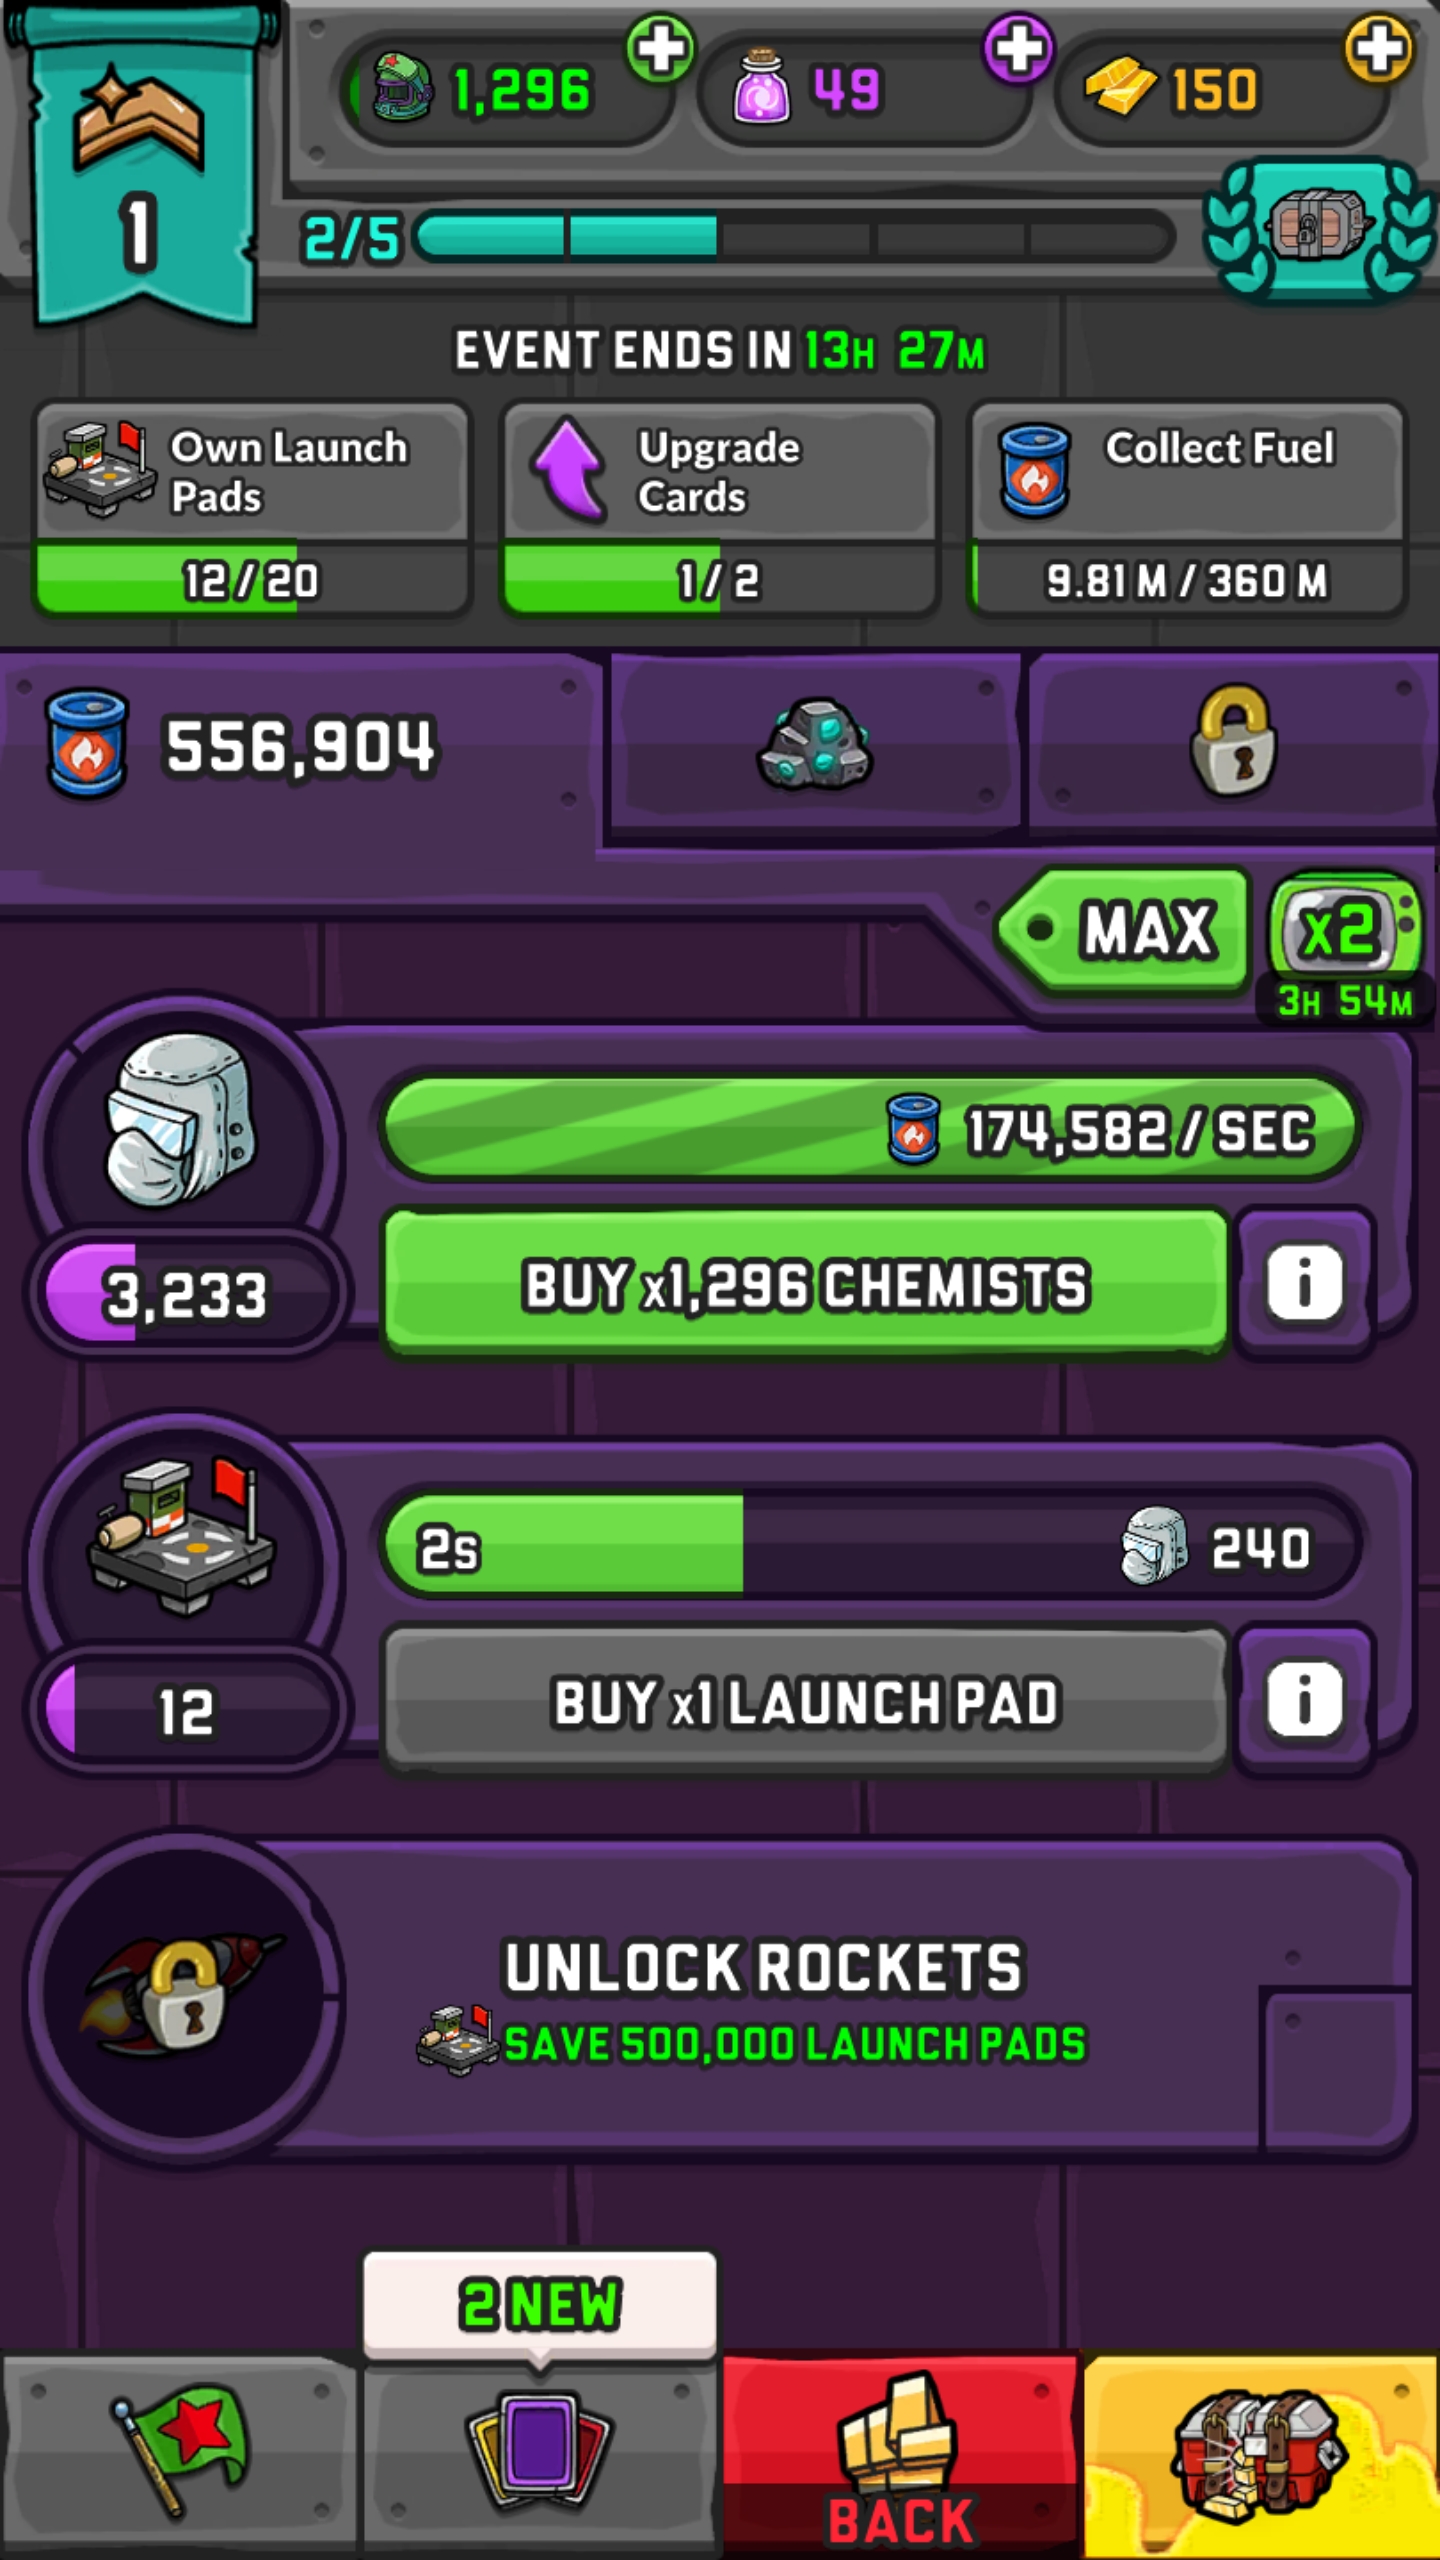 1
1,296
49
150
2/5
EVENT ENDS IN 13H 27M
Own Launch
Pads
12 / 20
Upgrade
Cards
1 / 2
Collect Fuel
9.81 M / 360 M
556,904
MAX
x2
3H 54M
174,582 / SEC
3,233
BUY x1,296 CHEMISTS
i
2s
240
12
BUY x1 LAUNCH PAD
i
UNLOCK ROCKETS
SAVE 500,000 LAUNCH PADS
2 NEW
BACK